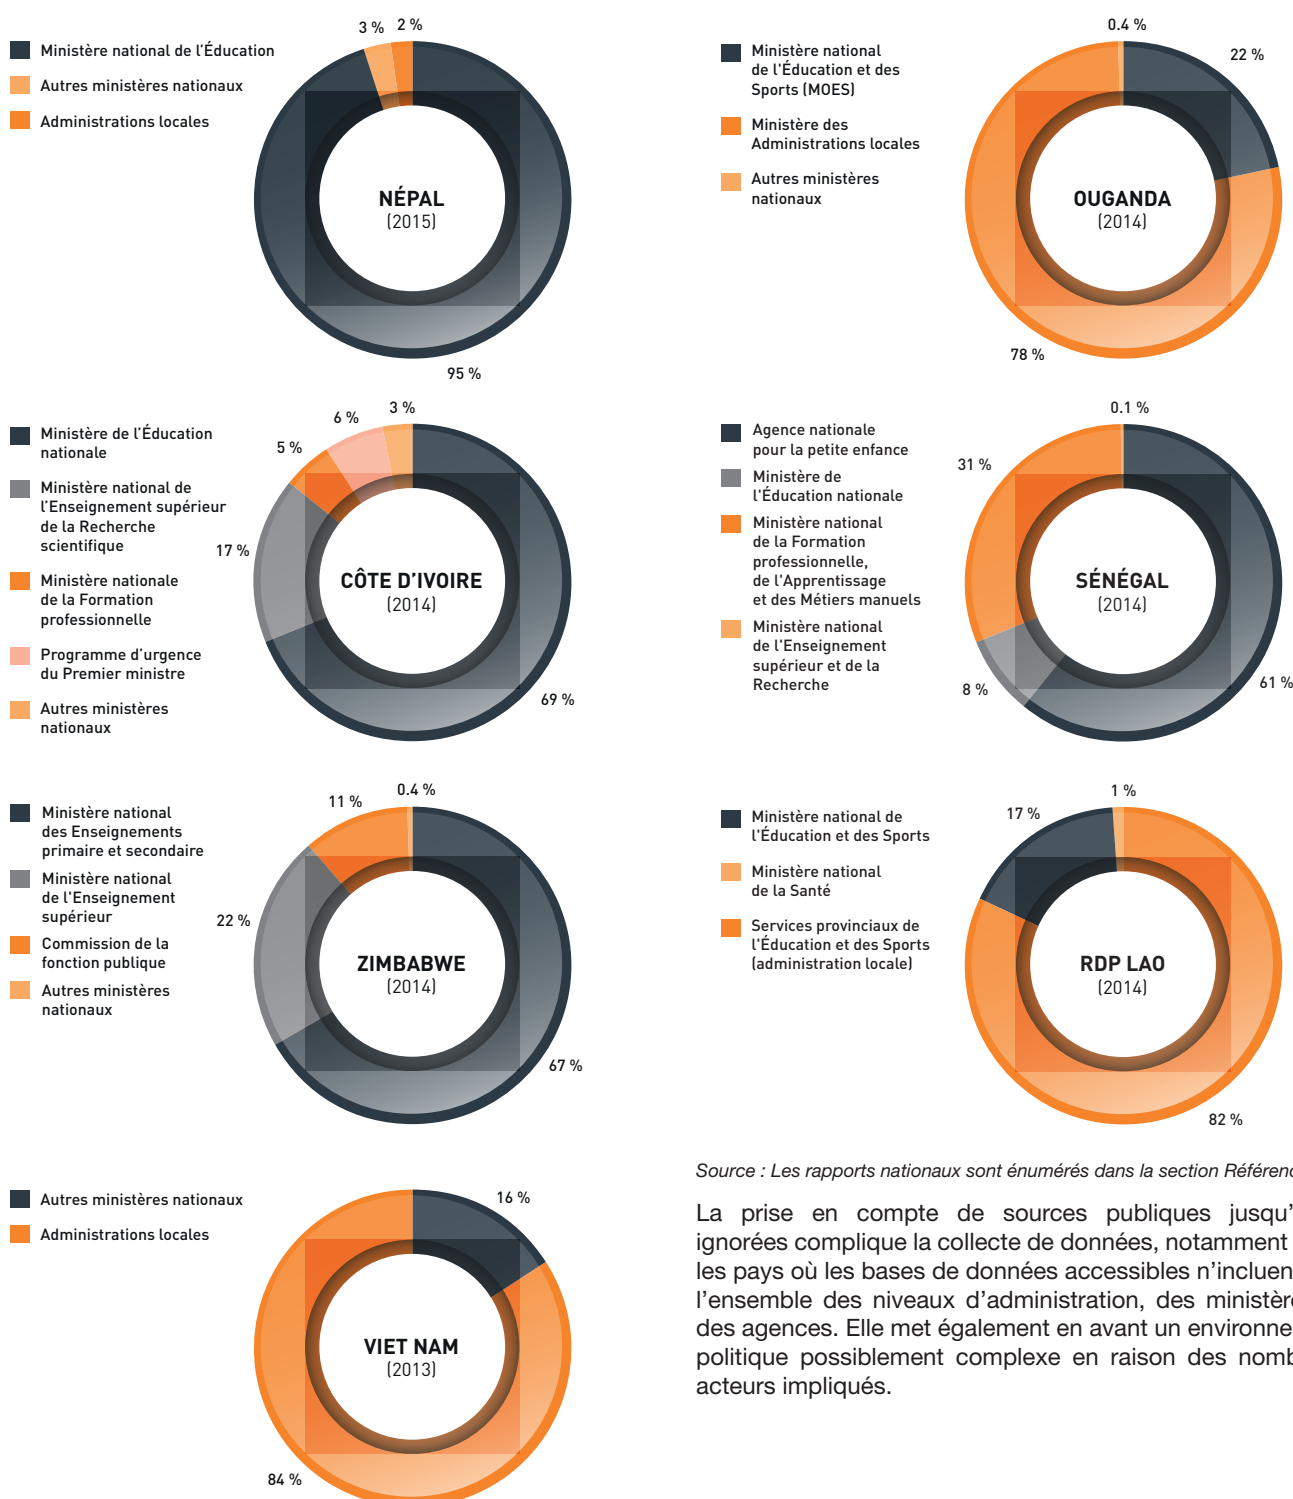 3 %
2 %
Ministère national de l'Éducation
Autres ministères nationaux
Administrations locales
NÉPAL
(2015)
95 %
0.4 %
22 %
Ministère national
de l'Éducation et des
Sports (MOES)
Ministère des
Administrations locales
Autres ministères
nationaux
OUGANDA
(2014)
78 %
3 %
6 %
5 %
17 %
Ministère de l'Éducation
nationale
Ministère national de
l'Enseignement supérieur
de la Recherche
scientifique
Ministère nationale
de la Formation
professionnelle
Programme d'urgence
du Premier ministre
Autres ministères
nationaux
CÔTE D'IVOIRE
(2014)
69 %
0.1 %
31 %
Agence nationale
pour la petite enfance
Ministère de
l'Éducation nationale
Ministère national
de la Formation
professionnelle,
de l'Apprentissage
et des Métiers manuels
Ministère national
de l'Enseignement
supérieur et de la
Recherche
SÉNÉGAL
(2014)
8 %
61 %
0.4 %
11 %
22 %
Ministère national
des Enseignements
primaire et secondaire
Ministère national
de l'Enseignement
supérieur
Commission de la
fonction publique
Autres ministères
nationaux
ZIMBABWE
(2014)
67 %
1 %
17 %
Ministère national de
l'Éducation et des Sports
Ministère national
de la Santé
Services provinciaux de
l'Éducation et des Sports
(administration locale)
RDP LAO
(2014)
82 %
Autres ministères nationaux
Administrations locales
16 %
VIET NAM
(2013)
84 %
Source : Les rapports nationaux sont énumérés dans la section Référenc
La prise en compte de sources publiques jusqu'
ignorées complique la collecte de données, notamment
les pays où les bases de données accessibles n'incluen
l'ensemble des niveaux d'administration, des ministèr
des agences. Elle met également en avant un environne
politique possiblement complexe en raison des nomb
acteurs impliqués.